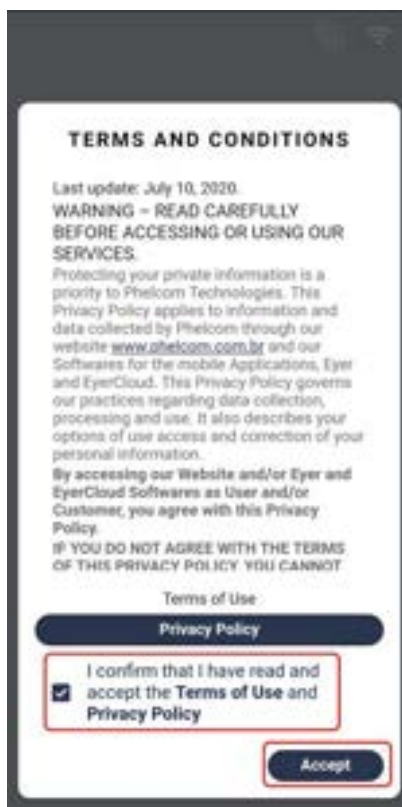 TERMS AND CONDITIONS
Last update: July 10, 2020.
WARNING – READ CAREFULLY
BEFORE ACCESSING OR USING OUR
SERVICES.
Protecting your private information is a
priority to Phelcom Technologies. This
Privacy Policy applies to information and
data collected by Phelcom through our
website www.phelcom.com.br and our
Softwares for the mobile Applications, Eyer
and EyerCloud. This Privacy Policy governs
our practices regarding data collection,
processing and use. It also describes your
options of use access and correction of your
personal information.
By accessing our Website and/or Eyer and
EyerCloud Softwares as User and/or
Customer, you agree with this Privacy
Policy.
IF YOU DO NOT AGREE WITH THE TERMS
OF THIS PRIVACY POLICY, YOU CANNOT
Terms of Use
Privacy Policy
I confirm that I have read and
accept the Terms of Use and
Privacy Policy
Accept